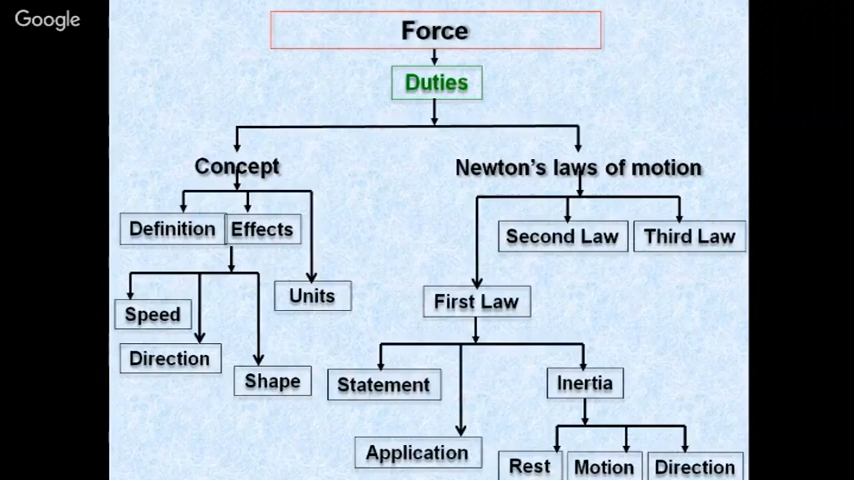 Google
Force
Duties
Concept
Newton's laws of motion
Definition
Effects
Second Law
Third Law
Units
First Law
Speed
Direction
Shape
Statement
Inertia
Application
Rest
Motion
Direction